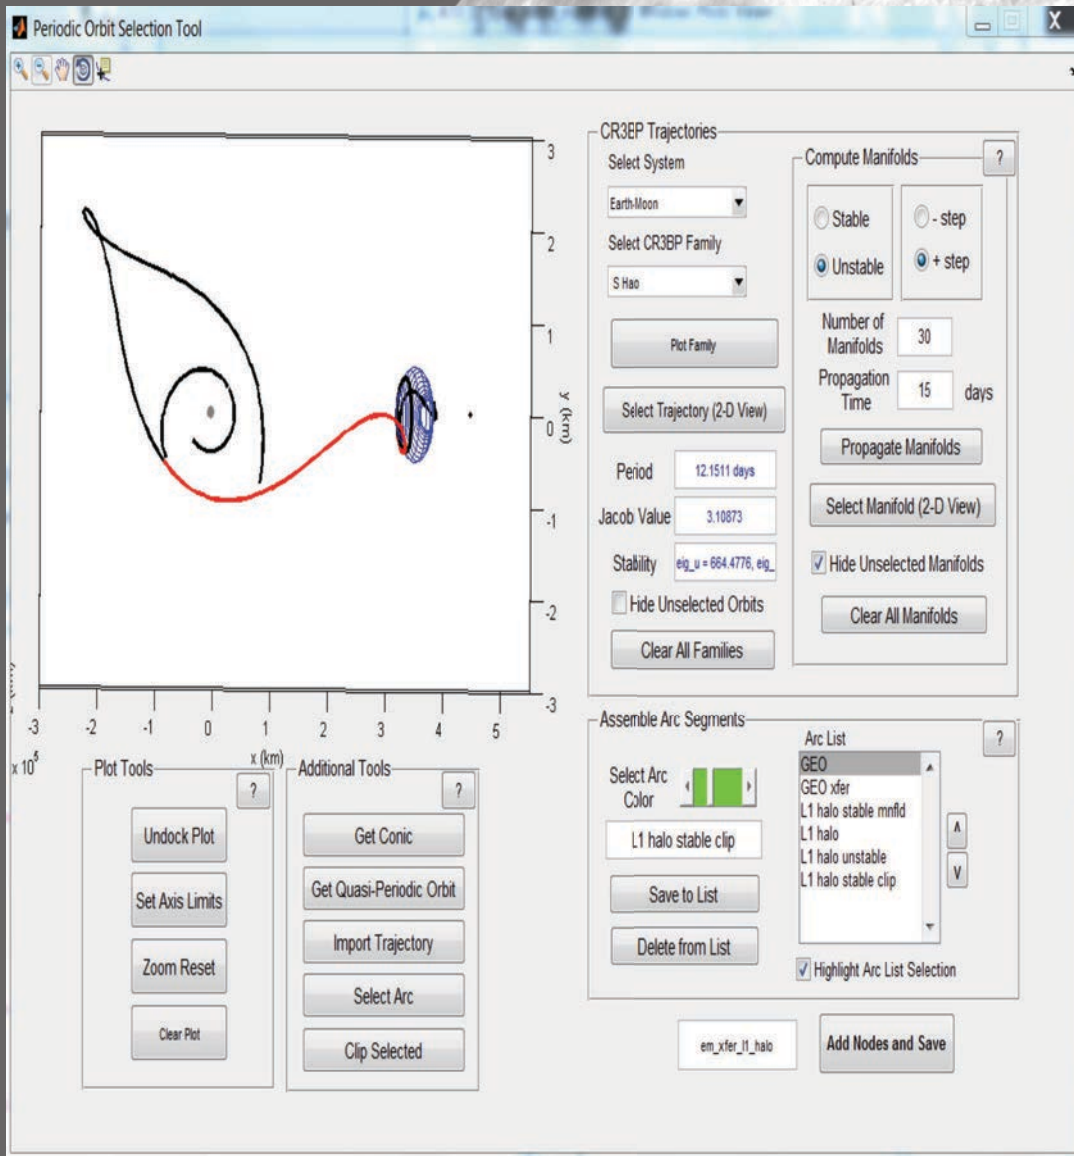 Periodic Orbit Selection Tool
3
2
1
0
-1
-2
-3
y (km)
-3 -2 -1 0 1 2 3 4 5
x 10^5
x (km)
CR3BP Trajectories
Select System
Earth-Moon
Select CR3BP Family
S Hao
Plot Family
Select Trajectory (2-D View)
Period 12.1511 days
Jacob Value 3.10873
Stability eig_u = 664.4776, eig_
Hide Unselected Orbits
Clear All Families
Compute Manifolds
?
Stable
Unstable
- step
+ step
Number of
Manifolds
30
Propagation
Time
15 days
Propagate Manifolds
Select Manifold (2-D View)
Hide Unselected Manifolds
Clear All Manifolds
Plot Tools
?
Undock Plot
Set Axis Limits
Zoom Reset
Clear Plot
Additional Tools
?
Get Conic
Get Quasi-Periodic Orbit
Import Trajectory
Select Arc
Clip Selected
Assemble Arc Segments
?
Select Arc
Color
L1 halo stable clip
Save to List
Delete from List
Arc List
GEO
GEO xfer
L1 halo stable mnfld
L1 halo
L1 halo unstable
L1 halo stable clip
Λ
V
Highlight Arc List Selection
em_xfer_l1_halo
Add Nodes and Save